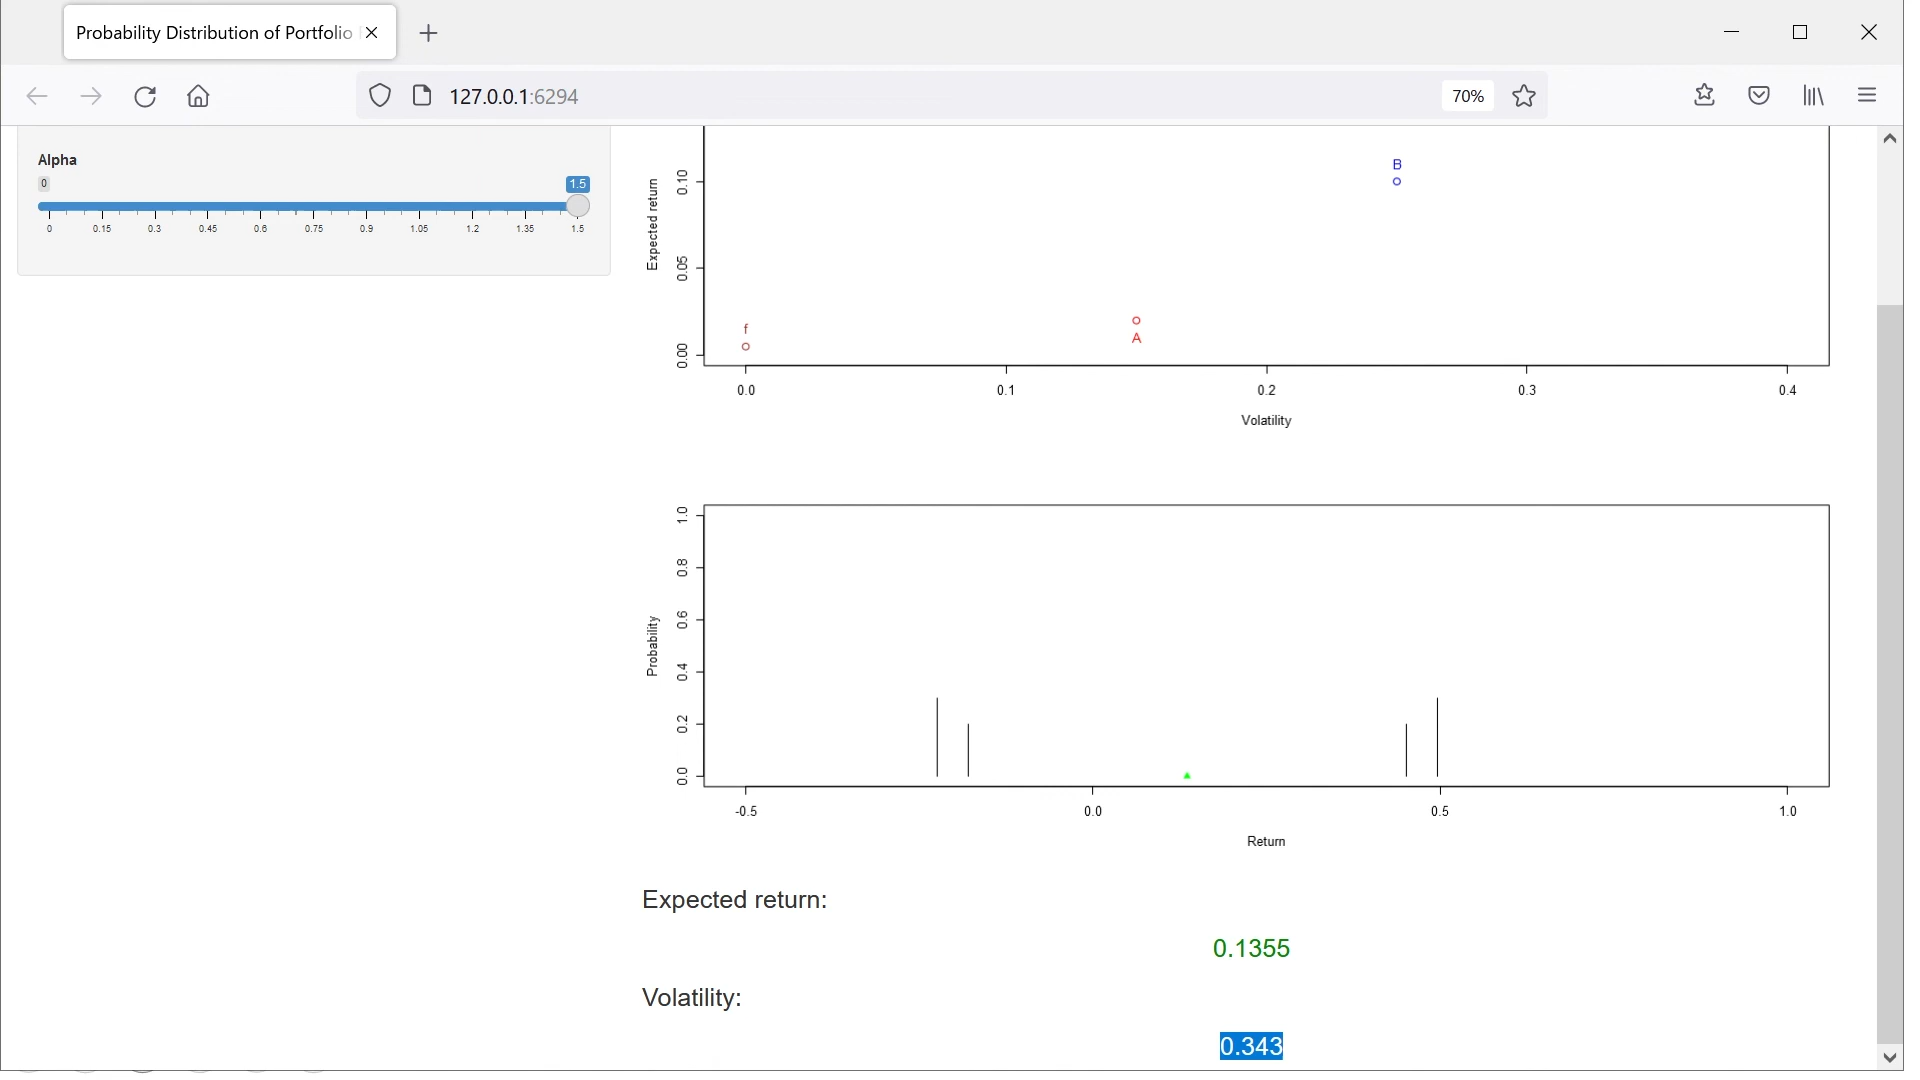 Probability Distribution of Portfolio
127.0.0.1:6294
70%
Alpha
0
1.5
0 0.15 0.3 0.45 0.6 0.75 0.9 1.05 1.2 1.35 1.5
Expected return
0.10
0.05
0.00
B
f
A
0.0 0.1 0.2 0.3 0.4
Volatility
Probability
1.0
0.8
0.6
0.4
0.2
0.0
-0.5 0.0 0.5 1.0
Return
Expected return:
0.1355
Volatility:
0.343